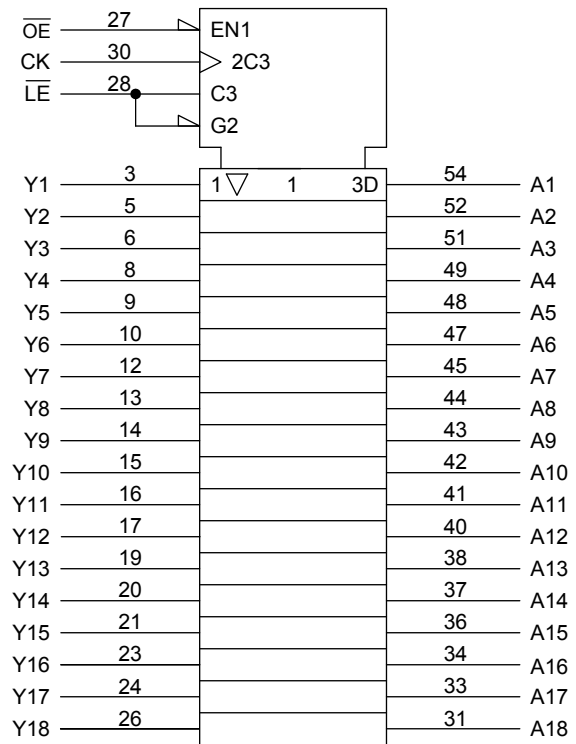 OE 27 EN1
CK 30 2C3
LE 28 C3
G2
Y1 3 1 1 3D 54 A1
Y2 5 52 A2
Y3 6 51 A3
Y4 8 49 A4
Y5 9 48 A5
Y6 10 47 A6
Y7 12 45 A7
Y8 13 44 A8
Y9 14 43 A9
Y10 15 42 A10
Y11 16 41 A11
Y12 17 40 A12
Y13 19 38 A13
Y14 20 37 A14
Y15 21 36 A15
Y16 23 34 A16
Y17 24 33 A17
Y18 26 31 A18